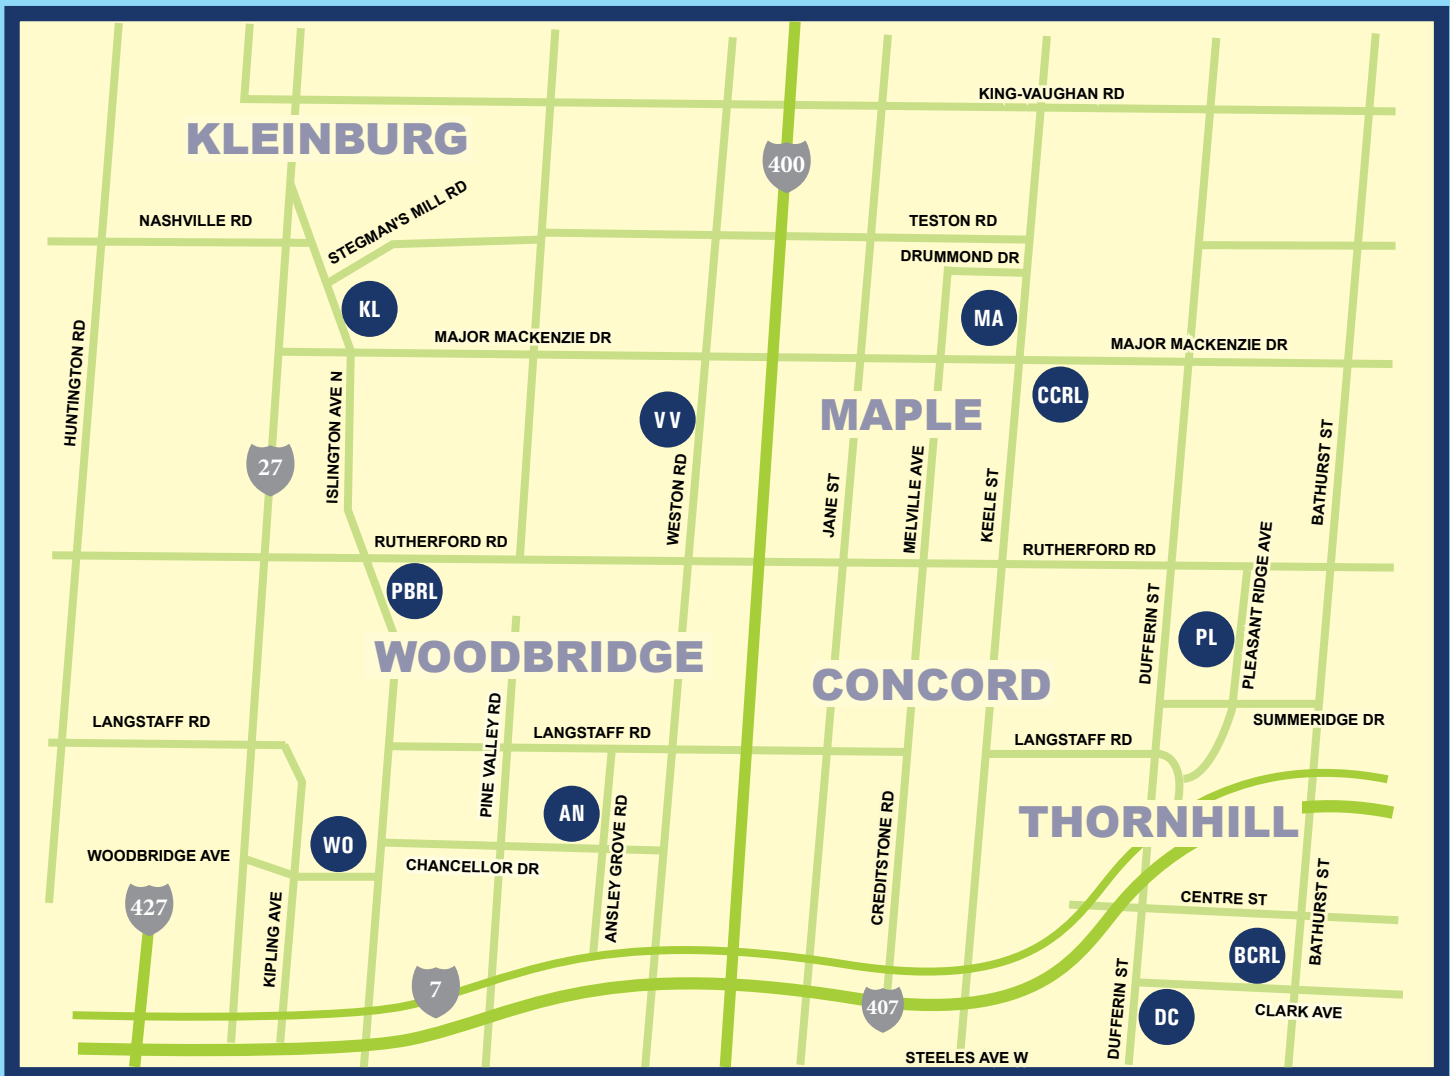 KING-VAUGHAN RD
KLEINBURG
400
STEGMAN'S MILL RD
NASHVILLE RD
TESTON RD
DRUMMOND DR
KL
MA
HUNTINGTON RD
MAJOR MACKENZIE DR
MAJOR MACKENZIE DR
ISLINGTON AVE N
CCRL
VV
MAPLE
27
WESTON RD
JANE ST
MELVILLE AVE
KEELE ST
BATHURST ST
RUTHERFORD RD
RUTHERFORD RD
PBRL
DUFFERIN ST
PL
PLEASANT RIDGE AVE
WOODBRIDGE
CONCORD
LANGSTAFF RD
PINE VALLEY RD
LANGSTAFF RD
LANGSTAFF RD
SUMMERIDGE DR
AN
THORNHILL
WO
WOODBRIDGE AVE
CHANCELLOR DR
ANSLEY GROVE RD
CREDITSTONE RD
427
KIPLING AVE
CENTRE ST
BATHURST ST
BCRL
7
407
DUFFERIN ST
DC
CLARK AVE
STEELES AVE W